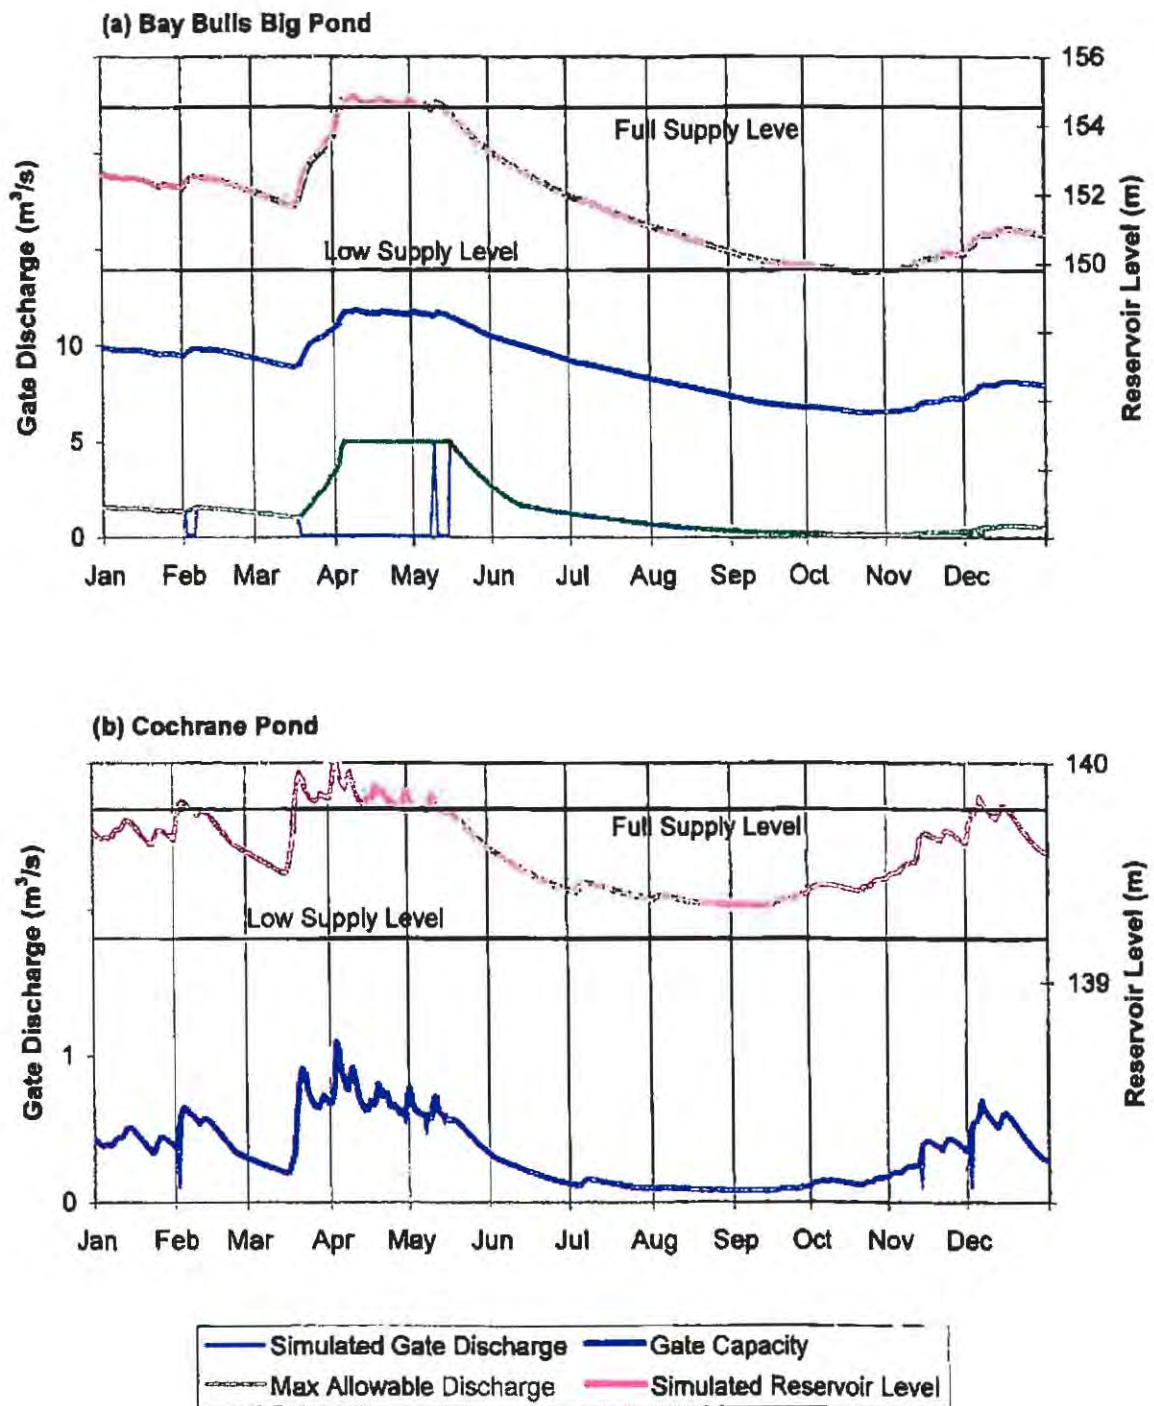 (a) Bay Bulls Big Pond
156
Full Supply Level
154
152
Low Supply Level
150
10
5
0
Gate Discharge (m³/s)
Reservoir Level (m)
Jan Feb Mar Apr May Jun Jul Aug Sep Oct Nov Dec
(b) Cochrane Pond
140
Full Supply Level
Low Supply Level
139
1
0
Gate Discharge (m³/s)
Reservoir Level (m)
Jan Feb Mar Apr May Jun Jul Aug Sep Oct Nov Dec
Simulated Gate Discharge Gate Capacity
Max Allowable Discharge Simulated Reservoir Level